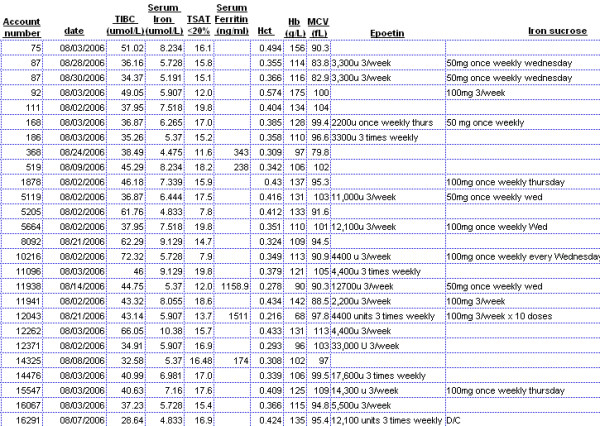 Account number date TIBC (umol/L) Serum Iron (umol/L) TSAT <20% Serum Ferritin (ng/ml) Hct Hb (g/L) MCV (fL) Epoetin Iron sucrose
75 08/03/2006 51.02 8.234 16.1 0.494 156 90.3
87 08/28/2006 36.16 5.728 15.8 0.355 114 83.8 3,300u 3/week 50mg once weekly wednesday
87 08/30/2006 34.37 5.191 15.1 0.366 116 82.9 3,300u 3/week 50mg once weekly wednesday
92 08/03/2006 49.05 5.907 12.0 0.574 175 100 100mg 3/week
111 08/02/2006 37.95 7.518 19.8 0.404 134 104
168 08/03/2006 36.87 6.265 17.0 0.385 128 99.4 2200u once weekly thurs 50 mg once weekly
186 08/03/2006 35.26 5.37 15.2 0.358 110 96.6 3300u 3 times weekly
368 08/24/2006 38.49 4.475 11.6 343 0.309 97 79.8
519 08/09/2006 45.29 8.234 18.2 238 0.342 106 102
1878 08/02/2006 46.18 7.339 15.9 0.43 137 95.3 100mg once weekly thursday
5119 08/02/2006 36.87 6.444 17.5 0.416 131 103 11,000u 3/week 50mg once weekly wed
5205 08/02/2006 61.76 4.833 7.8 0.412 133 91.6
5664 08/02/2006 37.95 7.518 19.8 0.351 110 101 12,100u 3/week 100mg once weekly Wed
8092 08/21/2006 62.29 9.129 14.7 0.324 109 94.5
10216 08/02/2006 72.32 5.728 7.9 0.349 113 90.9 4400 u 3/week 100mg once weekly every Wednesday
11096 08/03/2006 46 9.129 19.8 0.379 121 105 4,400u 3 times weekly
11938 08/14/2006 44.75 5.37 12.0 1158.9 0.278 90 90.3 12700u 3/week 50mg once weekly wed
11941 08/02/2006 43.32 8.055 18.6 0.434 142 88.5 2,200u 3/week 100mg 3/week
12043 08/21/2006 43.14 5.907 13.7 1511 0.216 68 97.8 4400 units 3 times weekly 100mg 3/week x 10 doses
12262 08/03/2006 66.05 10.38 15.7 0.433 131 113 4,400u 3/week
12371 08/02/2006 34.91 5.907 16.9 0.293 96 103 33,000 U 3/week
14325 08/08/2006 32.58 5.37 16.48 174 0.308 102 97
14476 08/03/2006 40.99 6.981 17.0 0.339 106 99.5 17,600u 3 times weekly
15547 08/03/2006 40.63 7.16 17.6 0.409 125 109 14,300 u 3/week 100mg once weekly thursday
16067 08/03/2006 37.23 5.728 15.4 0.366 115 94.8 5,500u 3/week
16291 08/07/2006 28.64 4.833 16.9 0.424 135 95.4 12,100 units 3 times weekly D/C